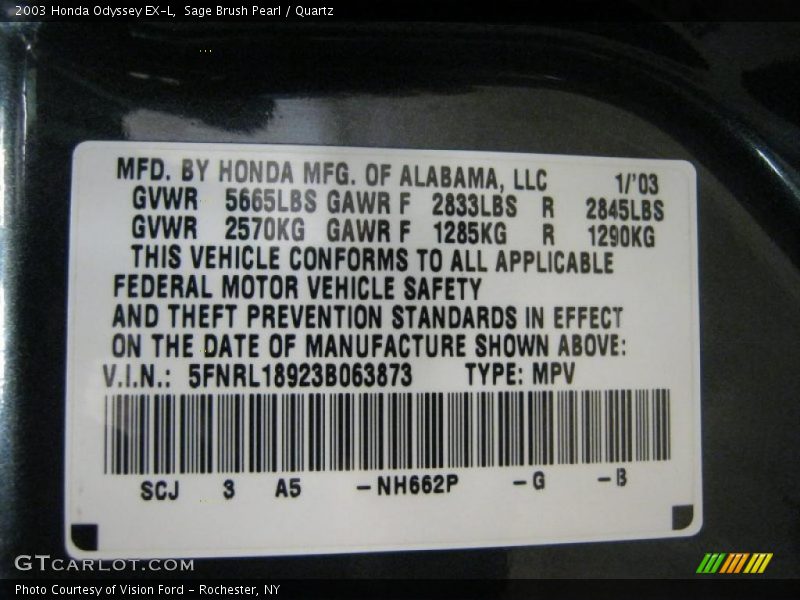 2003 Honda Odyssey EX-L, Sage Brush Pearl / Quartz
MFD. BY HONDA MFG. OF ALABAMA, LLC 1/'03
GVWR 5665LBS GAWR F 2833LBS R 2845LBS
GVWR 2570KG GAWR F 1285KG R 1290KG
THIS VEHICLE CONFORMS TO ALL APPLICABLE
FEDERAL MOTOR VEHICLE SAFETY
AND THEFT PREVENTION STANDARDS IN EFFECT
ON THE DATE OF MANUFACTURE SHOWN ABOVE:
V.I.N.: 5FNRL18923B063873 TYPE: MPV
SCJ 3 A5 -NH662P -G -B
GTCARLOT.COM
Photo Courtesy of Vision Ford - Rochester, NY